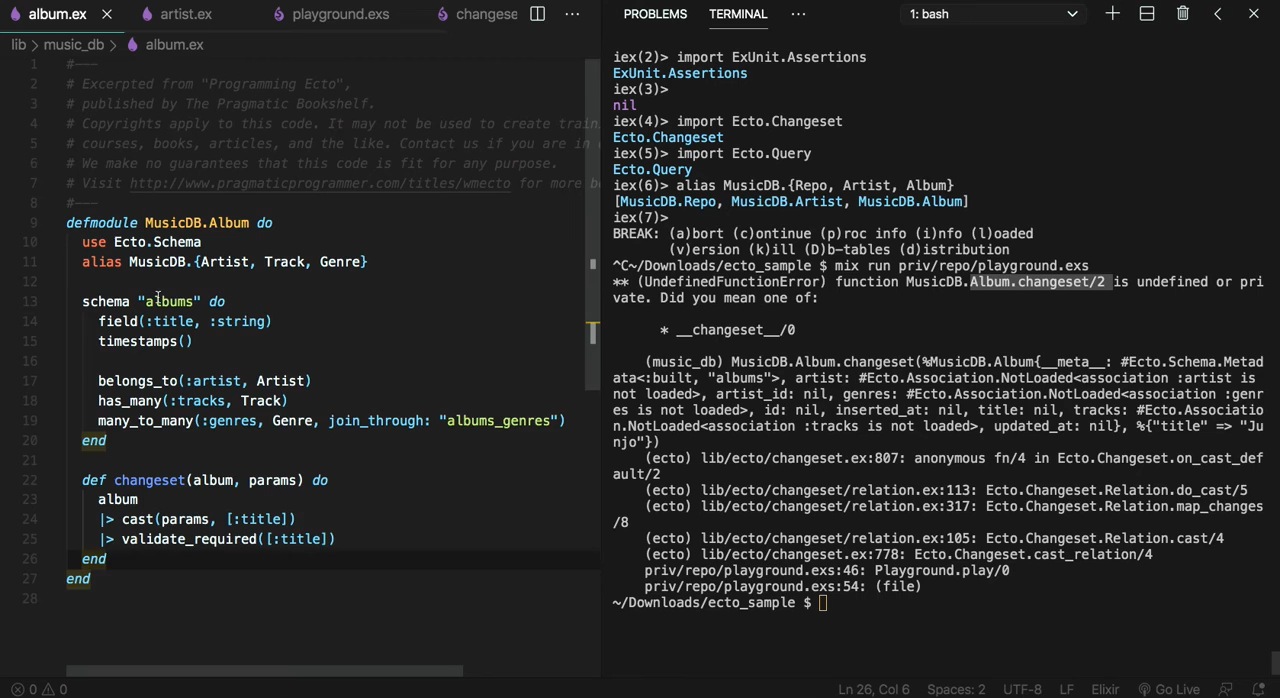 album.ex
artist.ex
playground.exs
changese
lib > music_db > album.ex
1 #---
2 # Excerpted from "Programming Ecto",
3 # published by The Pragmatic Bookshelf.
4 # Copyrights apply to this code. It may not be used to create train
5 # courses, books, articles, and the like. Contact us if you are in
6 # We make no guarantees that this code is fit for any purpose.
7 # Visit http://www.pragmaticprogrammer.com/titles/wmecto for more b
8 #---
9 defmodule MusicDB.Album do
10 use Ecto.Schema
11 alias MusicDB.{Artist, Track, Genre}
12
13 schema "albums" do
14 field(:title, :string)
15 timestamps()
16
17 belongs_to(:artist, Artist)
18 has_many(:tracks, Track)
19 many_to_many(:genres, Genre, join_through: "albums_genres")
20 end
21
22 def changeset(album, params) do
23 album
24 |> cast(params, [:title])
25 |> validate_required([:title])
26 end
27 end
28
PROBLEMS TERMINAL ··· 1: bash
iex(2)> import ExUnit.Assertions
ExUnit.Assertions
iex(3)>
nil
iex(4)> import Ecto.Changeset
Ecto.Changeset
iex(5)> import Ecto.Query
Ecto.Query
iex(6)> alias MusicDB.{Repo, Artist, Album}
[MusicDB.Repo, MusicDB.Artist, MusicDB.Album]
iex(7)>
BREAK: (a)bort (c)ontinue (p)roc info (i)nfo (l)oaded
(v)ersion (k)ill (D)b-tables (d)istribution
^C~/Downloads/ecto_sample $ mix run priv/repo/playground.exs
** (UndefinedFunctionError) function MusicDB.Album.changeset/2 is undefined or pri
vate. Did you mean one of:
* __changeset__/0
(music_db) MusicDB.Album.changeset(%MusicDB.Album{__meta__: #Ecto.Schema.Metad
ata<:built, "albums">, artist: #Ecto.Association.NotLoaded<association :artist is
not loaded>, artist_id: nil, genres: #Ecto.Association.NotLoaded<association :genr
es is not loaded>, id: nil, inserted_at: nil, title: nil, tracks: #Ecto.Associatio
n.NotLoaded<association :tracks is not loaded>, updated_at: nil}, %{"title" => "Ju
njo"})
(ecto) lib/ecto/changeset.ex:807: anonymous fn/4 in Ecto.Changeset.on_cast_def
ault/2
(ecto) lib/ecto/changeset/relation.ex:113: Ecto.Changeset.Relation.do_cast/5
(ecto) lib/ecto/changeset/relation.ex:317: Ecto.Changeset.Relation.map_changes
/8
(ecto) lib/ecto/changeset/relation.ex:105: Ecto.Changeset.Relation.cast/4
(ecto) lib/ecto/changeset.ex:778: Ecto.Changeset.cast_relation/4
priv/repo/playground.exs:46: Playground.play/0
priv/repo/playground.exs:54: (file)
~/Downloads/ecto_sample $
0 0 Ln 26, Col 6 Spaces: 2 UTF-8 LF Elixir Go Live